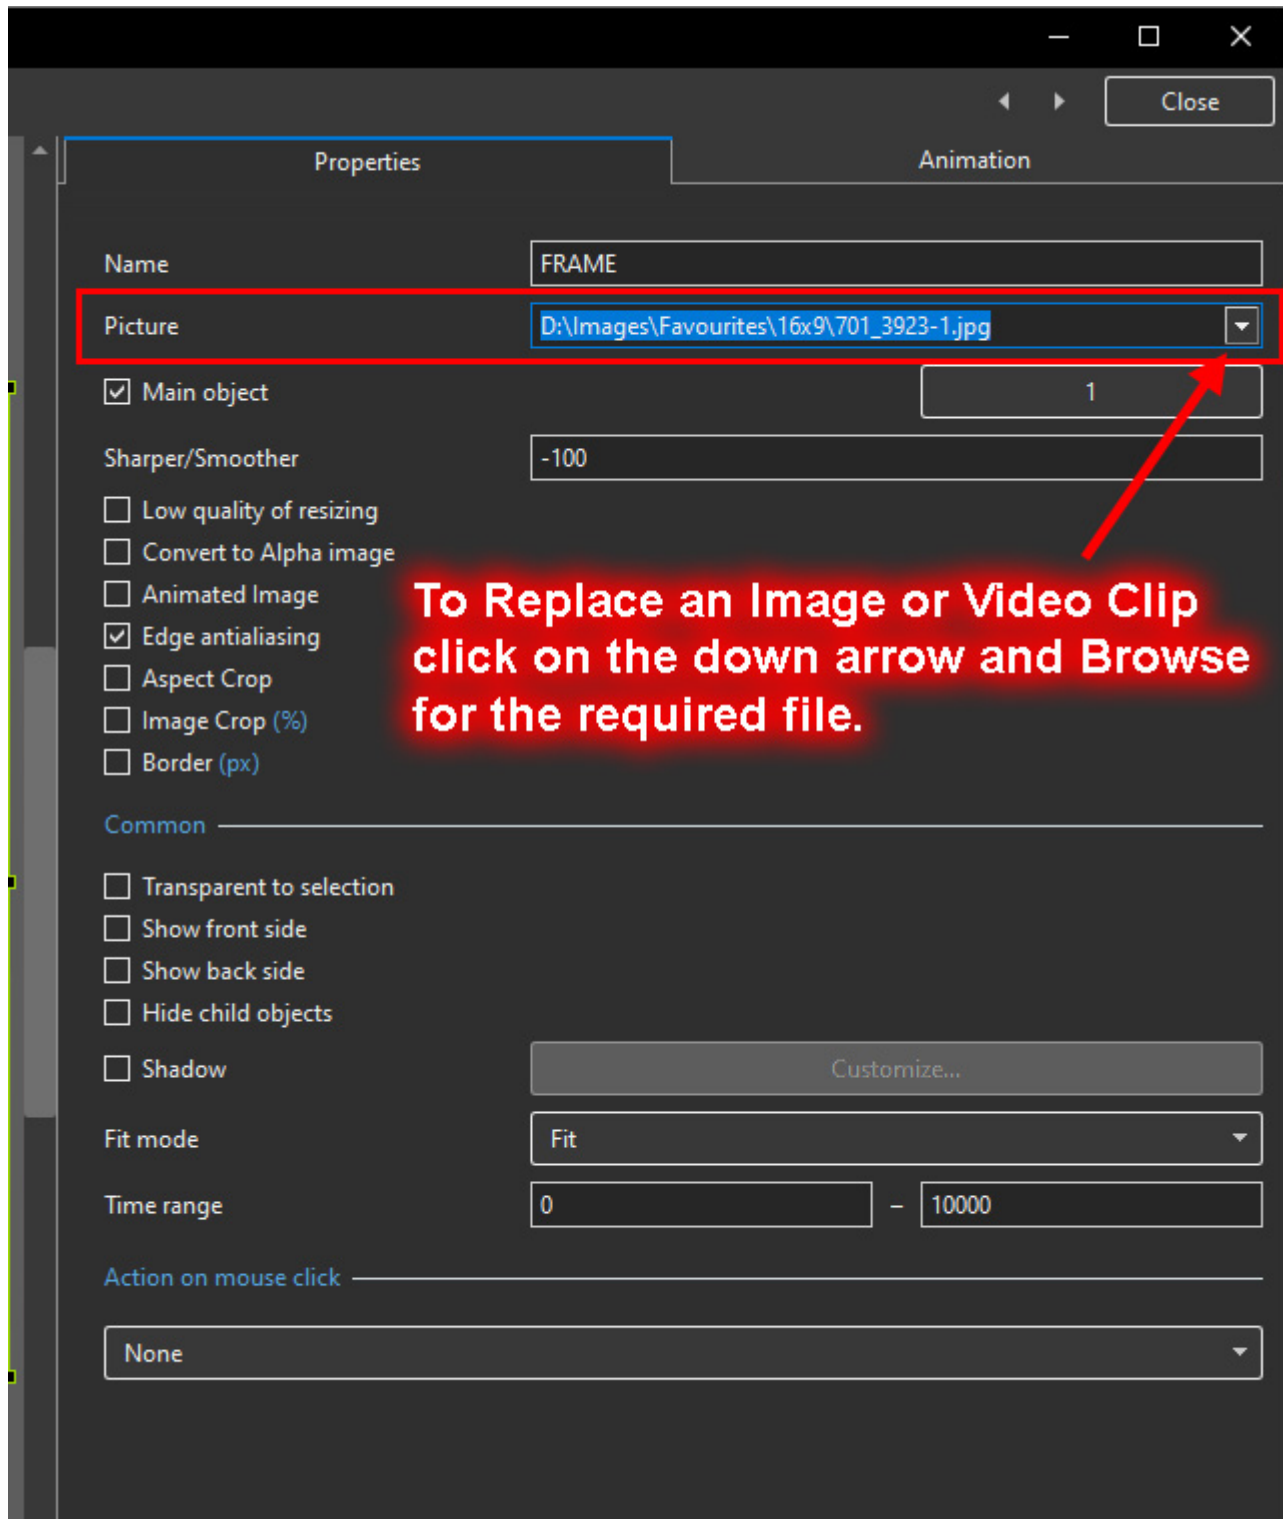 Close
Properties Animation
Name FRAME
Picture D:\Images\Favourites\16x9\701_3923-1.jpg
Main object 1
Sharper/Smoother -100
Low quality of resizing
Convert to Alpha image
Animated Image
Edge antialiasing
Aspect Crop
Image Crop (%)
Border (px)
To Replace an Image or Video Clip
click on the down arrow and Browse
for the required file.
Common
Transparent to selection
Show front side
Show back side
Hide child objects
Shadow Customize...
Fit mode Fit
Time range 0 – 10000
Action on mouse click
None